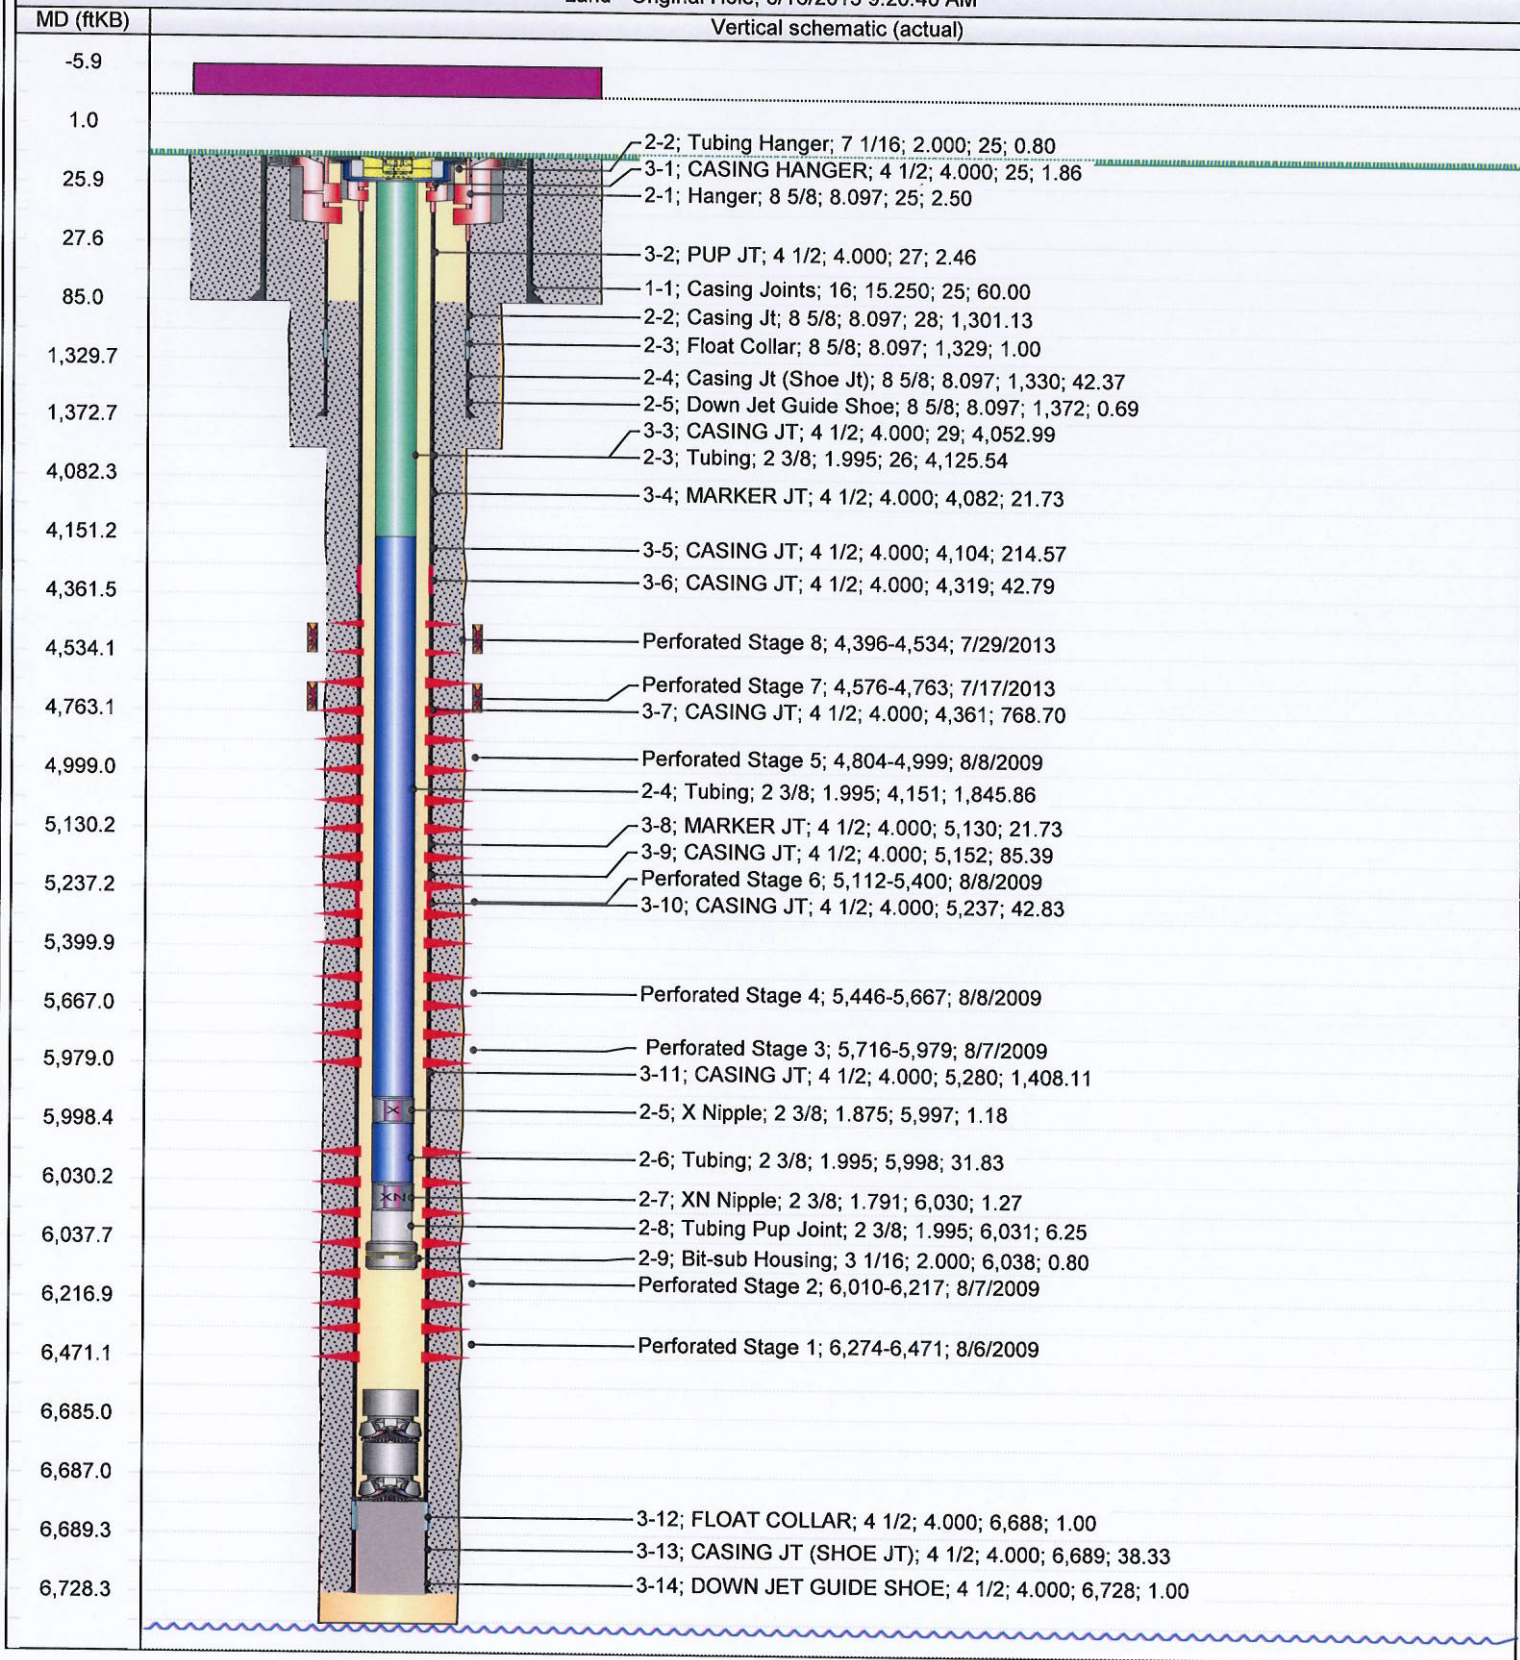 Land - Original Hole, 8/16/2013 9:20:40 AM
MD (ftKB)
Vertical schematic (actual)
-5.9
1.0
2-2; Tubing Hanger; 7 1/16; 2.000; 25; 0.80
3-1; CASING HANGER; 4 1/2; 4.000; 25; 1.86
25.9
2-1; Hanger; 8 5/8; 8.097; 25; 2.50
27.6
3-2; PUP JT; 4 1/2; 4.000; 27; 2.46
85.0
1-1; Casing Joints; 16; 15.250; 25; 60.00
2-2; Casing Jt; 8 5/8; 8.097; 28; 1,301.13
1,329.7
2-3; Float Collar; 8 5/8; 8.097; 1,329; 1.00
2-4; Casing Jt (Shoe Jt); 8 5/8; 8.097; 1,330; 42.37
1,372.7
2-5; Down Jet Guide Shoe; 8 5/8; 8.097; 1,372; 0.69
3-3; CASING JT; 4 1/2; 4.000; 29; 4,052.99
2-3; Tubing; 2 3/8; 1.995; 26; 4,125.54
4,082.3
3-4; MARKER JT; 4 1/2; 4.000; 4,082; 21.73
4,151.2
3-5; CASING JT; 4 1/2; 4.000; 4,104; 214.57
4,361.5
3-6; CASING JT; 4 1/2; 4.000; 4,319; 42.79
4,534.1
Perforated Stage 8; 4,396-4,534; 7/29/2013
Perforated Stage 7; 4,576-4,763; 7/17/2013
4,763.1
3-7; CASING JT; 4 1/2; 4.000; 4,361; 768.70
4,999.0
Perforated Stage 5; 4,804-4,999; 8/8/2009
2-4; Tubing; 2 3/8; 1.995; 4,151; 1,845.86
5,130.2
3-8; MARKER JT; 4 1/2; 4.000; 5,130; 21.73
3-9; CASING JT; 4 1/2; 4.000; 5,152; 85.39
5,237.2
Perforated Stage 6; 5,112-5,400; 8/8/2009
3-10; CASING JT; 4 1/2; 4.000; 5,237; 42.83
5,399.9
5,667.0
Perforated Stage 4; 5,446-5,667; 8/8/2009
5,979.0
Perforated Stage 3; 5,716-5,979; 8/7/2009
3-11; CASING JT; 4 1/2; 4.000; 5,280; 1,408.11
5,998.4
X
2-5; X Nipple; 2 3/8; 1.875; 5,997; 1.18
6,030.2
2-6; Tubing; 2 3/8; 1.995; 5,998; 31.83
XN
2-7; XN Nipple; 2 3/8; 1.791; 6,030; 1.27
6,037.7
2-8; Tubing Pup Joint; 2 3/8; 1.995; 6,031; 6.25
2-9; Bit-sub Housing; 3 1/16; 2.000; 6,038; 0.80
6,216.9
Perforated Stage 2; 6,010-6,217; 8/7/2009
6,471.1
Perforated Stage 1; 6,274-6,471; 8/6/2009
6,685.0
6,687.0
6,689.3
3-12; FLOAT COLLAR; 4 1/2; 4.000; 6,688; 1.00
3-13; CASING JT (SHOE JT); 4 1/2; 4.000; 6,689; 38.33
6,728.3
3-14; DOWN JET GUIDE SHOE; 4 1/2; 4.000; 6,728; 1.00